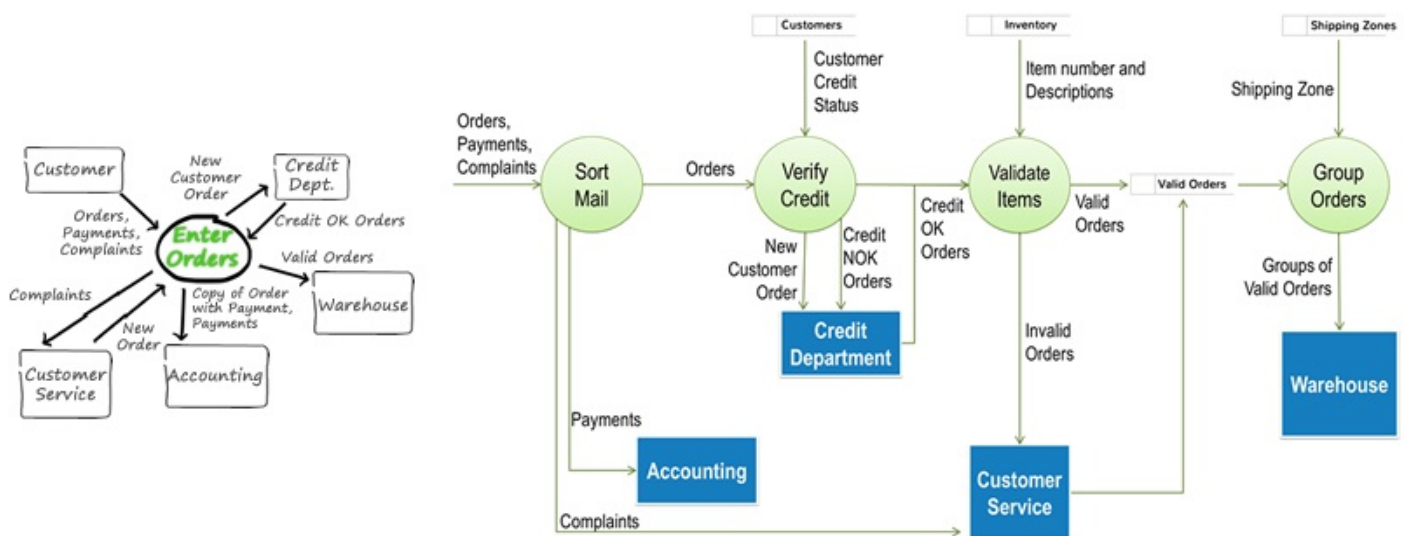 Customer
New
Customer
Order
Credit
Dept.
Orders,
Payments,
Complaints
Credit OK Orders
Enter
Orders
Valid Orders
Complaints
Copy of Order
with Payment,
Payments
Warehouse
New
Order
Customer
Service
Accounting
Customers
Inventory
Shipping Zones
Customer
Credit
Status
Item number and
Descriptions
Shipping Zone
Orders,
Payments,
Complaints
Sort
Mail
Orders
Verify
Credit
Validate
Items
Valid Orders
Group
Orders
New
Customer
Order
Credit
NOK
Orders
Credit
OK
Orders
Valid
Orders
Groups of
Valid Orders
Credit
Department
Invalid
Orders
Warehouse
Payments
Accounting
Customer
Service
Complaints